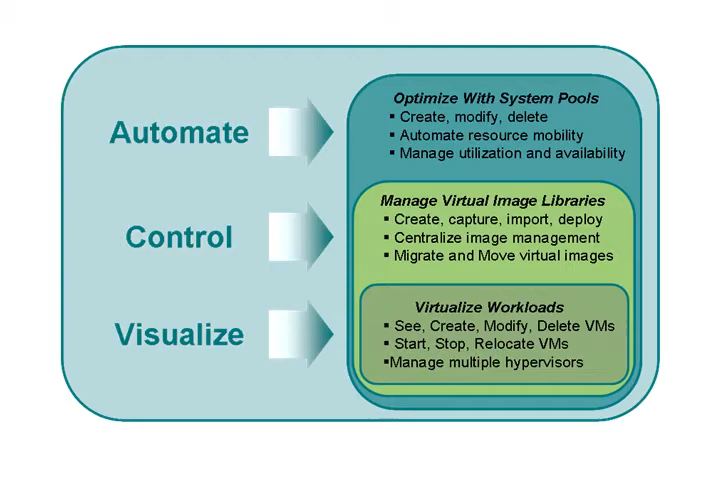 Automate
Optimize With System Pools
▪ Create, modify, delete
▪ Automate resource mobility
▪ Manage utilization and availability
Control
Manage Virtual Image Libraries
▪ Create, capture, import, deploy
▪ Centralize image management
▪ Migrate and Move virtual images
Visualize
Virtualize Workloads
▪ See, Create, Modify, Delete VMs
▪ Start, Stop, Relocate VMs
▪Manage multiple hypervisors